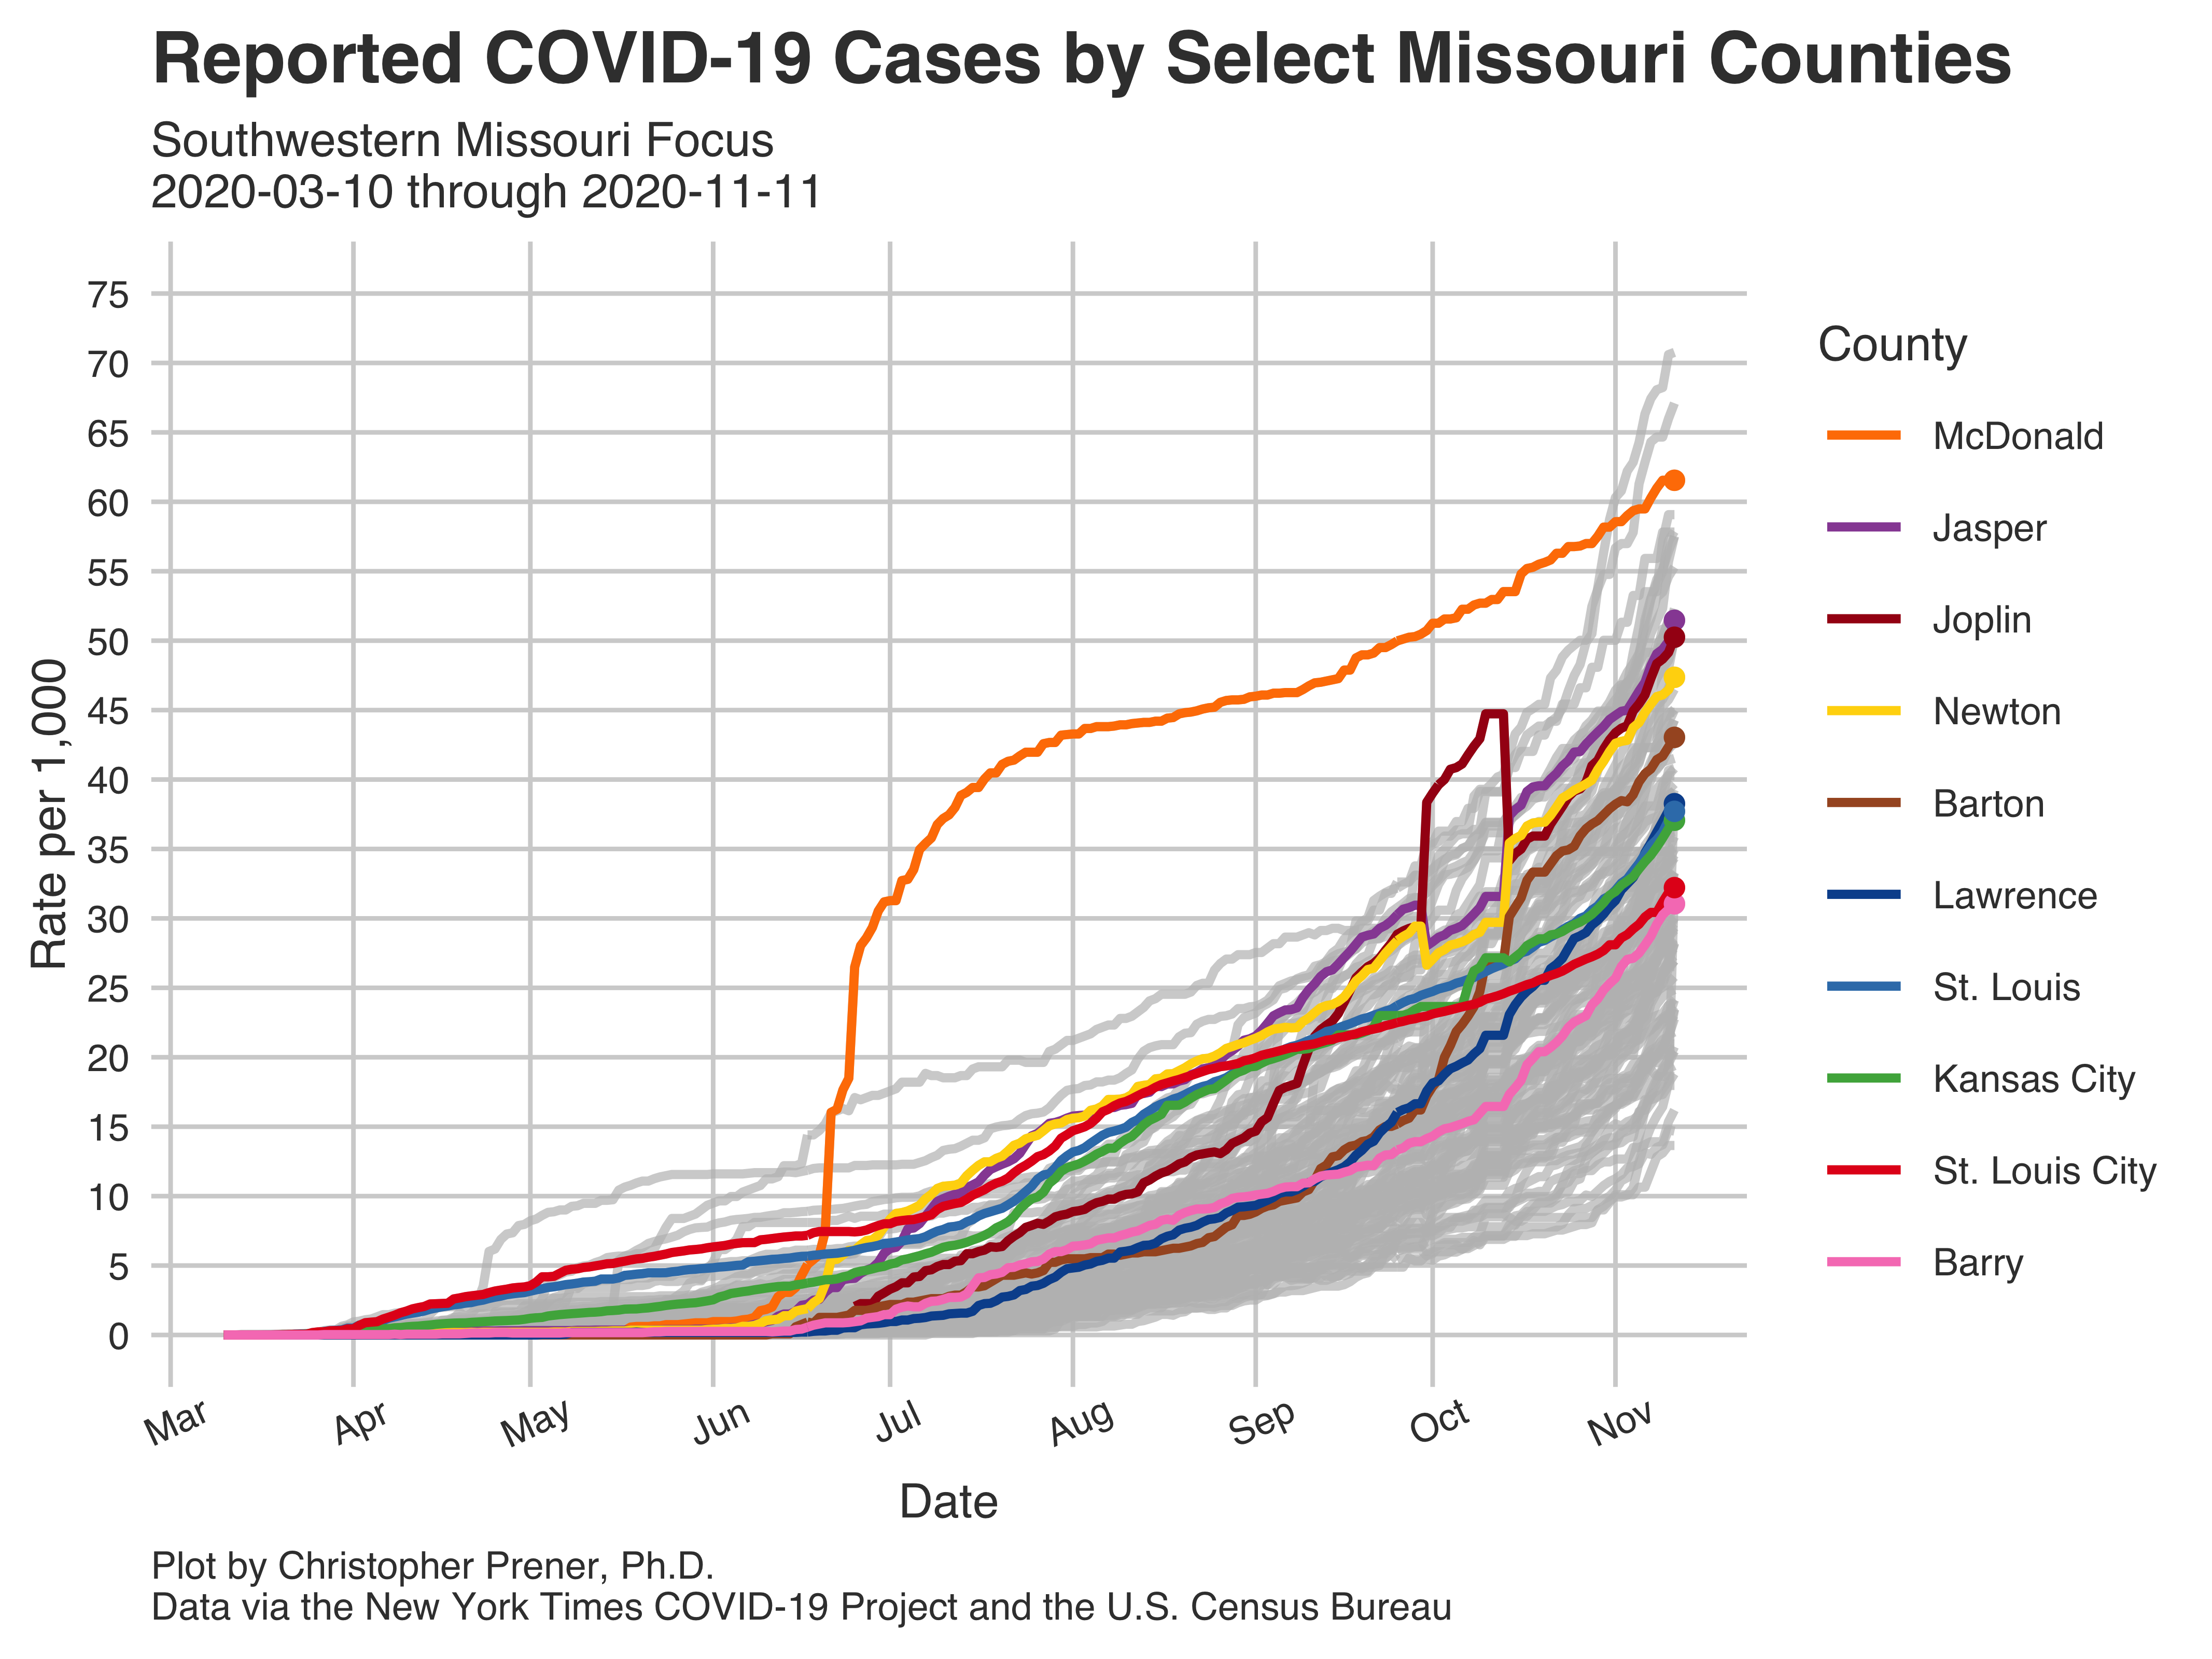 Reported COVID-19 Cases by Select Missouri Counties
Southwestern Missouri Focus
2020-03-10 through 2020-11-11
Rate per 1,000
75
70
65
60
55
50
45
40
35
30
25
20
15
10
5
0
Mar
Apr
May
Jun
Jul
Aug
Sep
Oct
Nov
Date
County
McDonald
Jasper
Joplin
Newton
Barton
Lawrence
St. Louis
Kansas City
St. Louis City
Barry
Plot by Christopher Prener, Ph.D.
Data via the New York Times COVID-19 Project and the U.S. Census Bureau